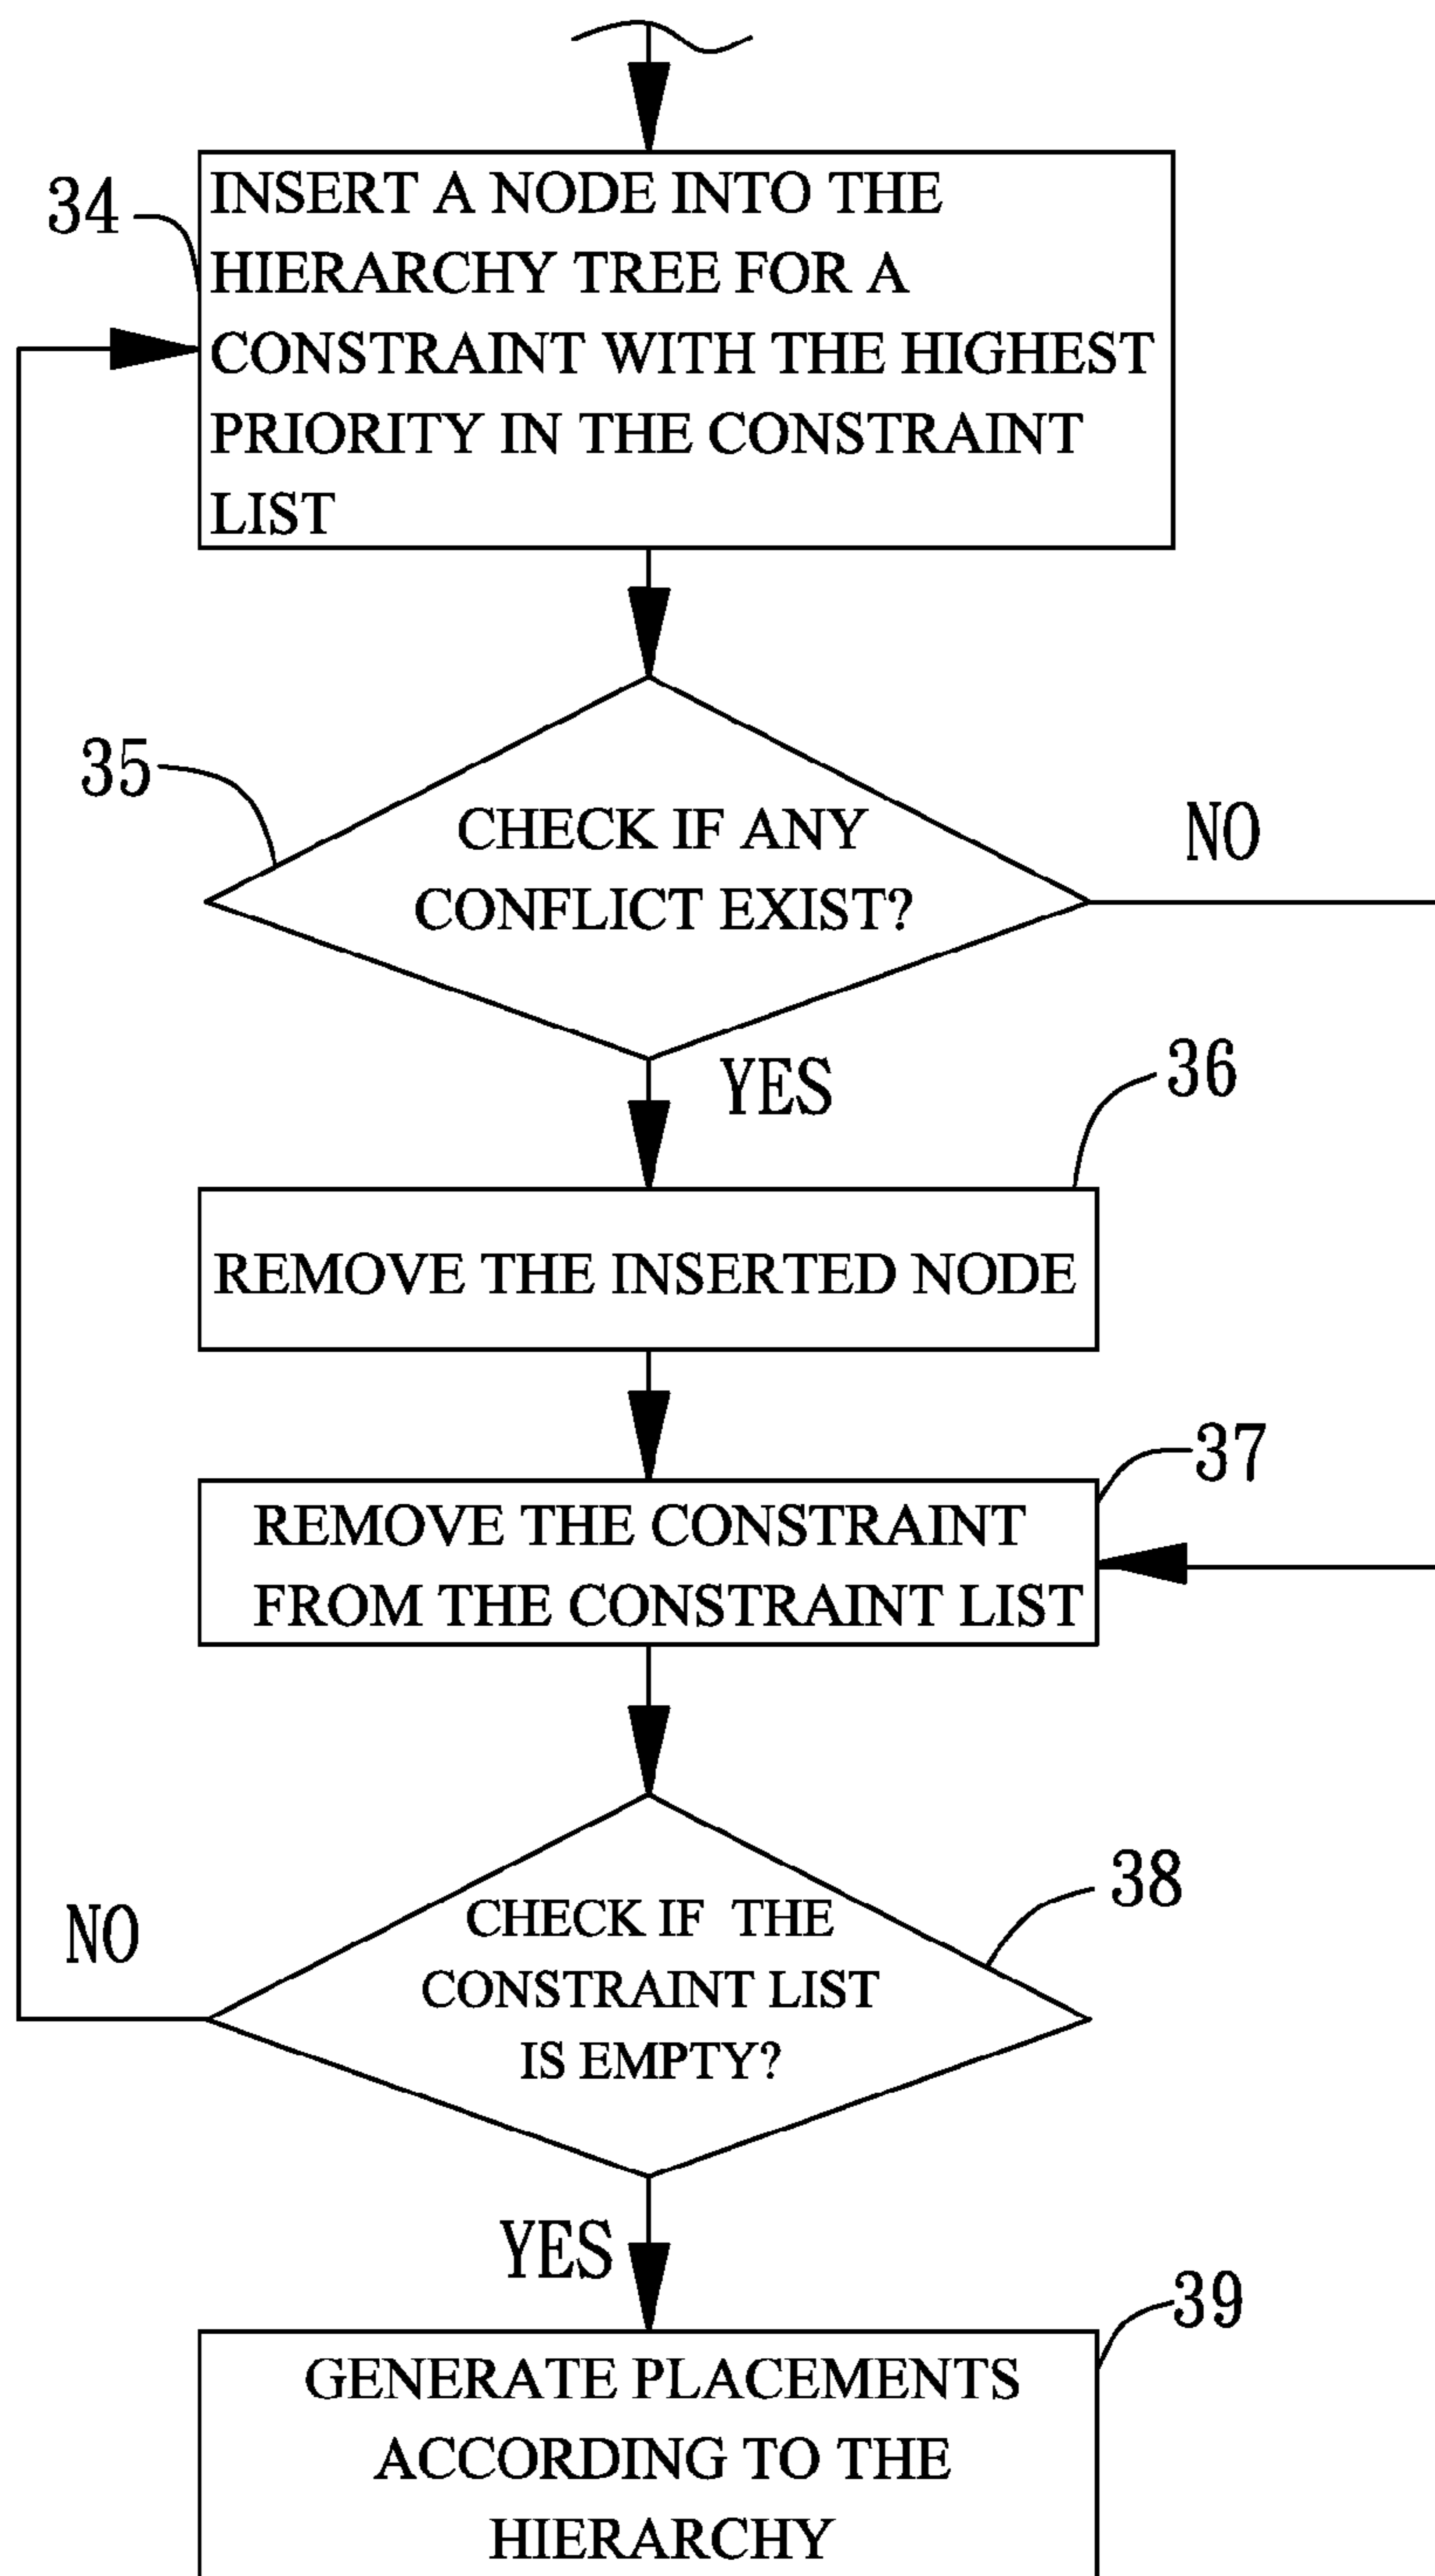 34
INSERT A NODE INTO THE
HIERARCHY TREE FOR A
CONSTRAINT WITH THE HIGHEST
PRIORITY IN THE CONSTRAINT
LIST
35
CHECK IF ANY
CONFLICT EXIST?
NO
YES
36
REMOVE THE INSERTED NODE
37
REMOVE THE CONSTRAINT
FROM THE CONSTRAINT LIST
38
CHECK IF THE
CONSTRAINT LIST
IS EMPTY?
NO
YES
39
GENERATE PLACEMENTS
ACCORDING TO THE
HIERARCHY